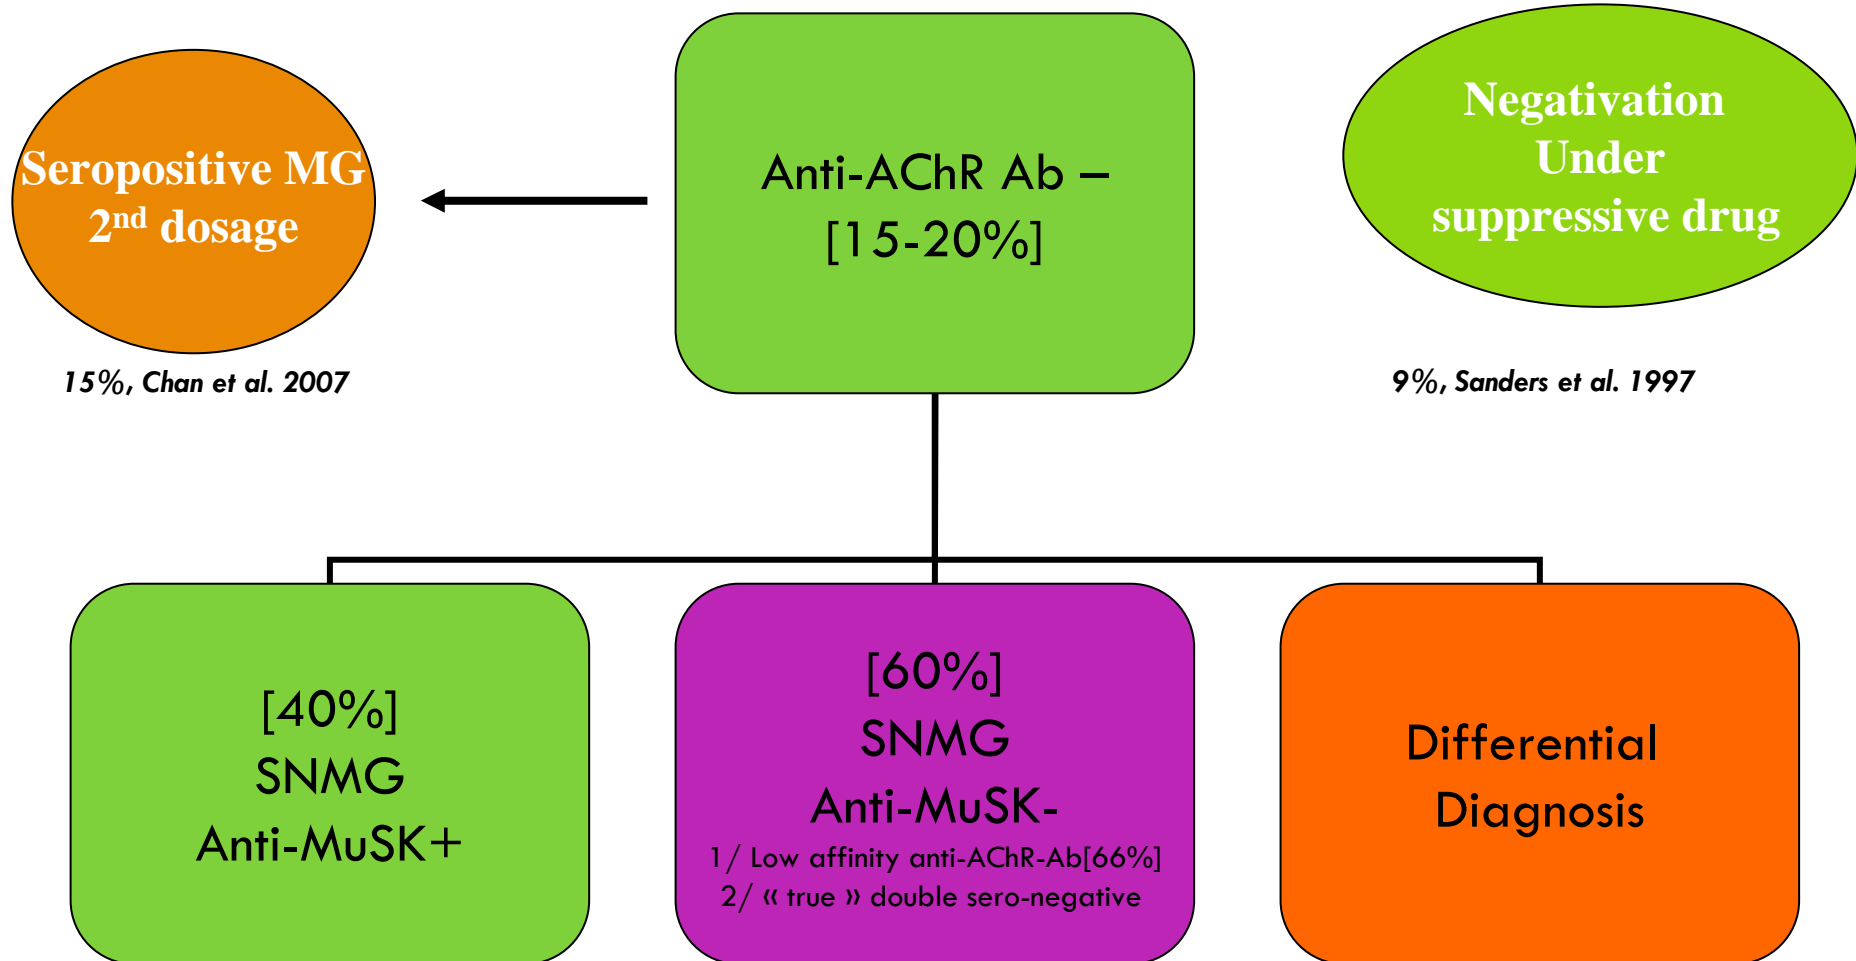 Seropositive MG
2nd dosage
15%, Chan et al. 2007
Anti-AChR Ab –
[15-20%]
Negativation
Under
suppressive drug
9%, Sanders et al. 1997
[40%]
SNMG
Anti-MuSK+
[60%]
SNMG
Anti-MuSK-
1/ Low affinity anti-AChR-Ab[66%]
2/ « true » double sero-negative
Differential
Diagnosis